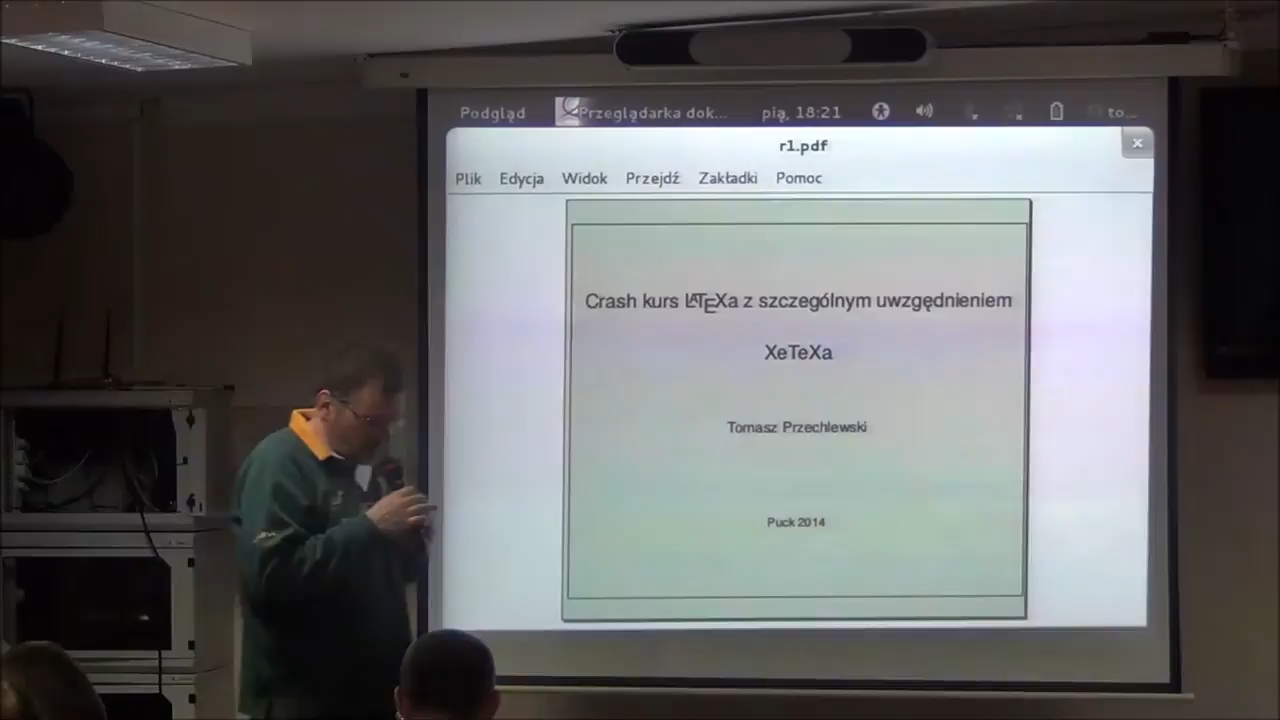 Podgląd Przeglądarka dok... pią, 18:21 to...
r1.pdf
Plik Edycja Widok Przejdź Zakładki Pomoc
Crash kurs LATEXa z szczególnym uwzgędnieniem
XeTeXa
Tomasz Przechlewski
Puck 2014